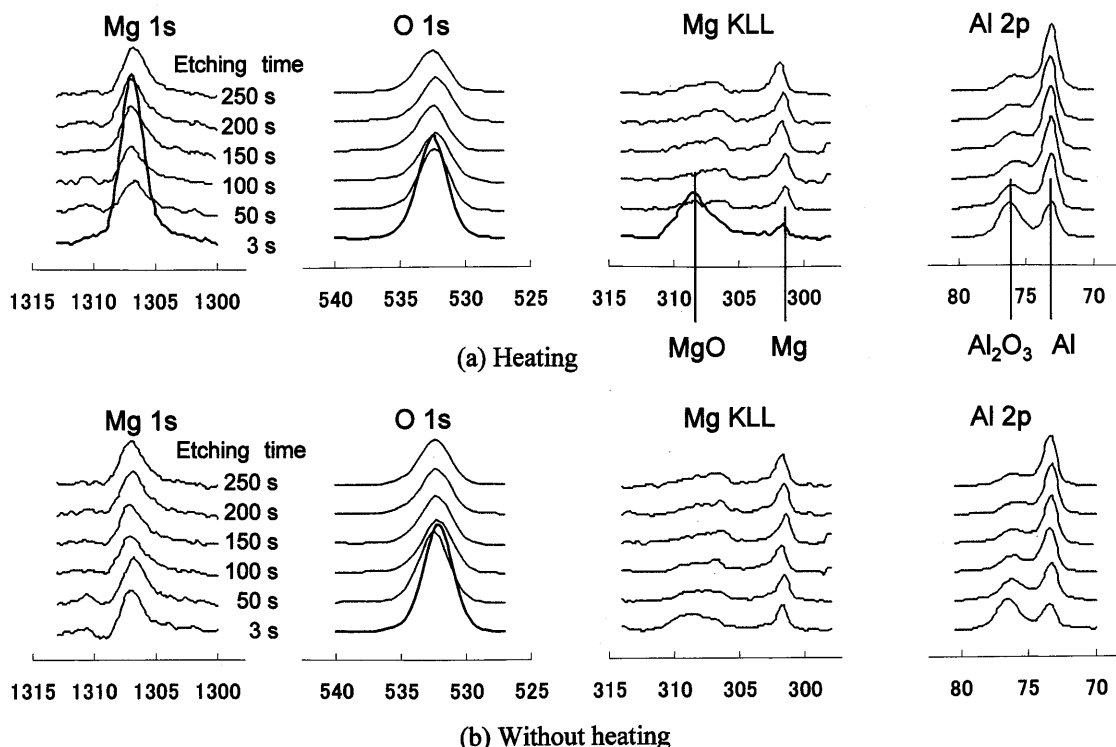 Mg 1s O 1s Mg KLL Al 2p
Etching time
250 s
200 s
150 s
100 s
50 s
3 s
1315 1310 1305 1300 540 535 530 525 315 310 305 300 80 75 70
MgO Mg Al₂O₃ Al
(a) Heating
Mg 1s O 1s Mg KLL Al 2p
Etching time
250 s
200 s
150 s
100 s
50 s
3 s
1315 1310 1305 1300 540 535 530 525 315 310 305 300 80 75 70
(b) Without heating